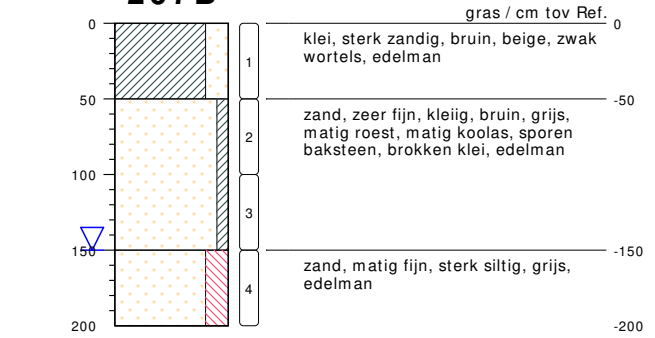 gras / cm tov Ref.
0 0
klei, sterk zandig, bruin, beige, zwak
wortels, edelman
1
50 -50
zand, zeer fijn, kleiig, bruin, grijs,
matig roest, matig koolas, sporen
baksteen, brokken klei, edelman
2
100
3
150 -150
zand, matig fijn, sterk siltig, grijs,
edelman
4
200 -200